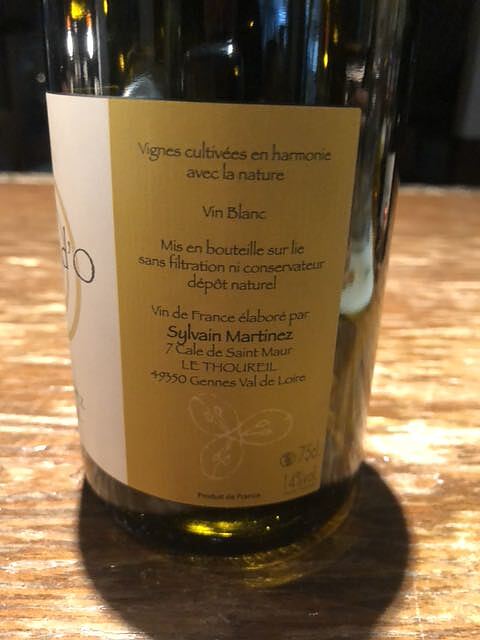 d'O
Vignes cultivées en harmonie
avec la nature
Vin Blanc
Mis en bouteille sur lie
sans filtration ni conservateur
dépôt naturel
Vin de France élaboré par
Sylvain Martinez
7 Cale de Saint Maur
LE THOUREIL
49350 Gennes Val de Loire
75cl
14%vol
Produit de France